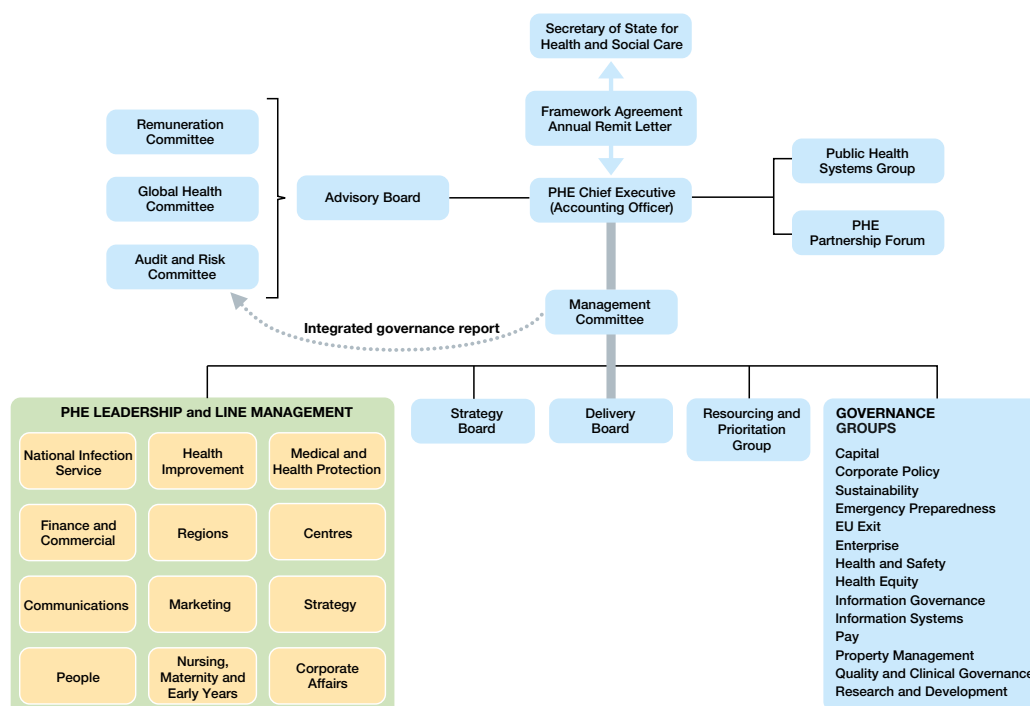 Secretary of State for
Health and Social Care
Framework Agreement
Annual Remit Letter
Remuneration
Committee
Global Health
Committee
Audit and Risk
Committee
Advisory Board
PHE Chief Executive
(Accounting Officer)
Public Health
Systems Group
PHE
Partnership Forum
Management
Committee
Integrated governance report
PHE LEADERSHIP and LINE MANAGEMENT
National Infection
Service
Health
Improvement
Medical and
Health Protection
Finance and
Commercial
Regions
Centres
Communications
Marketing
Strategy
People
Nursing,
Maternity and
Early Years
Corporate
Affairs
Strategy
Board
Delivery
Board
Resourcing and
Prioritation
Group
GOVERNANCE
GROUPS
Capital
Corporate Policy
Sustainability
Emergency Preparedness
EU Exit
Enterprise
Health and Safety
Health Equity
Information Governance
Information Systems
Pay
Property Management
Quality and Clinical Governance
Research and Development